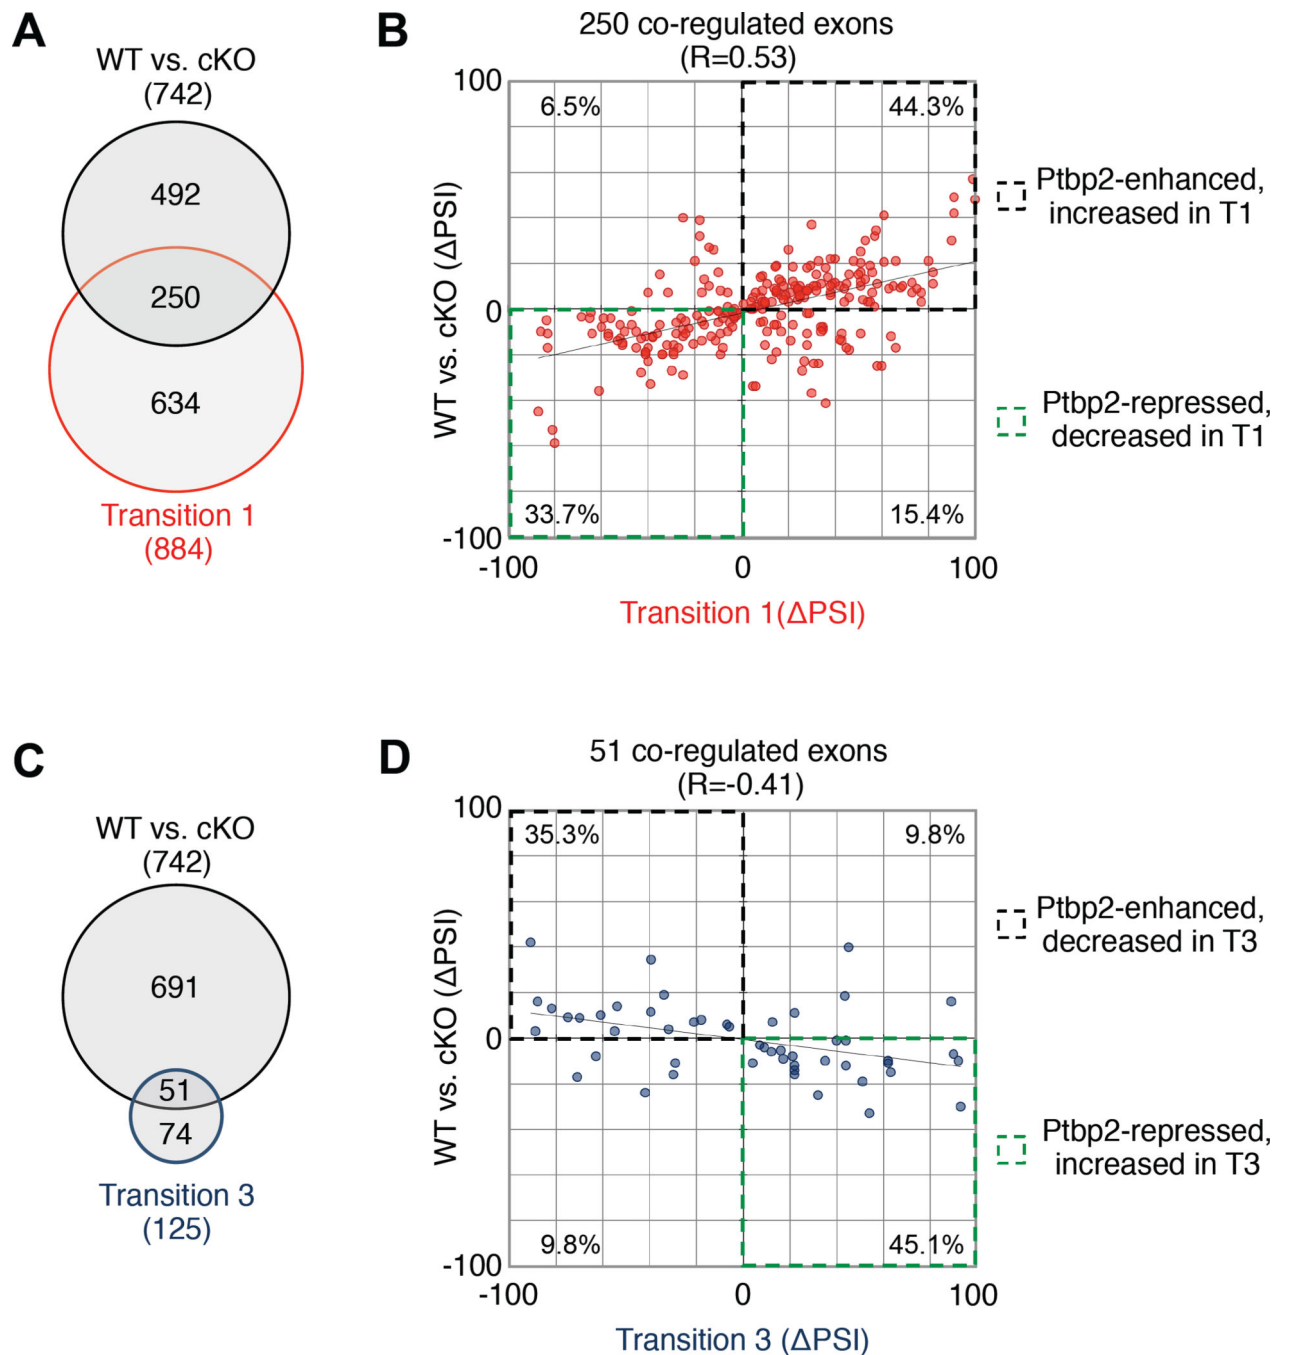 A
WT vs. cKO
(742)
492
250
634
Transition 1
(884)
B
250 co-regulated exons
(R=0.53)
100
0
-100
WT vs. cKO (ΔPSI)
6.5%
44.3%
33.7%
15.4%
-100
0
100
Transition 1(ΔPSI)
Ptbp2-enhanced,
increased in T1
Ptbp2-repressed,
decreased in T1
C
WT vs. cKO
(742)
691
51
74
Transition 3
(125)
D
51 co-regulated exons
(R=-0.41)
100
0
-100
WT vs. cKO (ΔPSI)
35.3%
9.8%
9.8%
45.1%
-100
0
100
Transition 3 (ΔPSI)
Ptbp2-enhanced,
decreased in T3
Ptbp2-repressed,
increased in T3